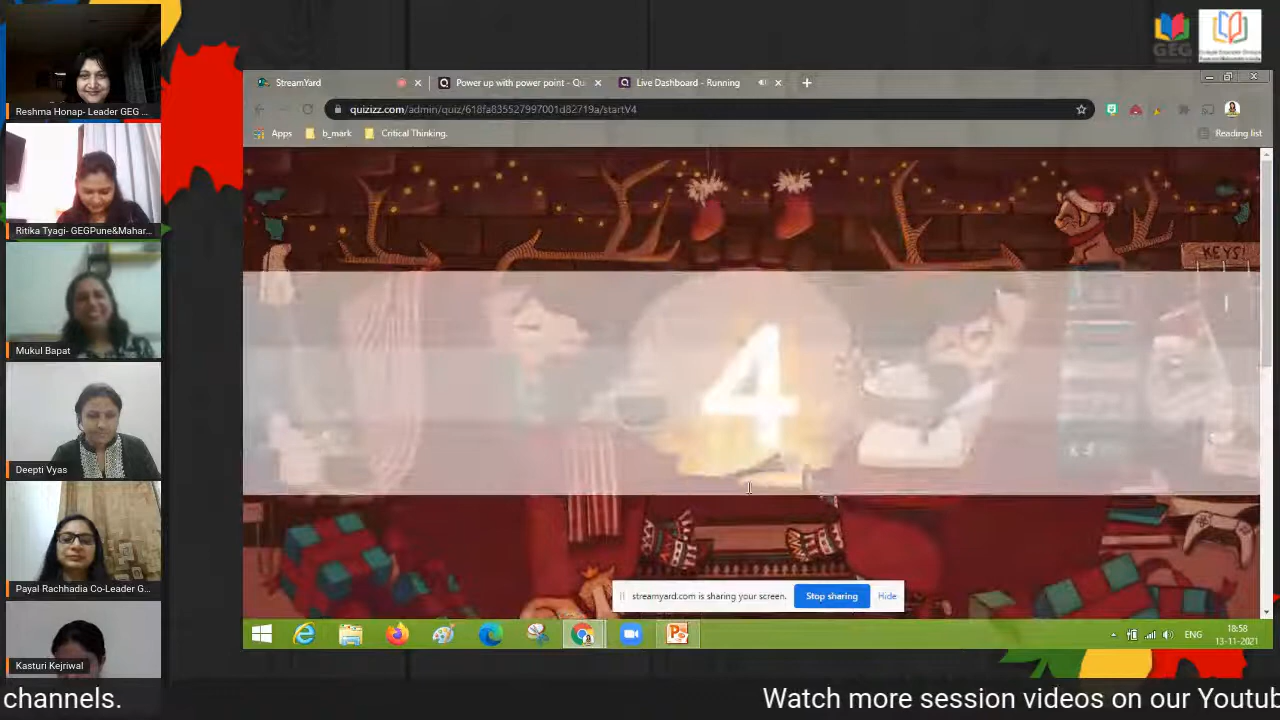 Reshma Honap- Leader GEG ...
Ritika Tyagi- GEGPune&Mahar...
Mukul Bapat
Deepti Vyas
Payal Rachhadia Co-Leader G...
Kasturi Kejriwal
GEG
StreamYard
Power up with power point - Qui
Live Dashboard - Running
quizizz.com/admin/quiz/618fa835527997001d82719a/startV4
Apps
b_mark
Critical Thinking.
Reading list
KEYS!
4
streamyard.com is sharing your screen.
Stop sharing
Hide
ENG
18:58
13-11-2021
channels.
Watch more session videos on our Youtub